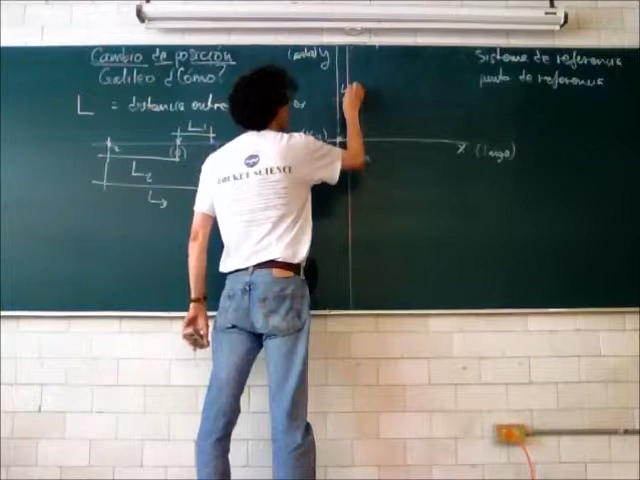 Cambio de posición
Galileo ¿Cómo?
L = distancia entre
L1
L2
L3
y
x (largo)
Sistema de referencia
punto de referencia
ROCKET SCIENCE